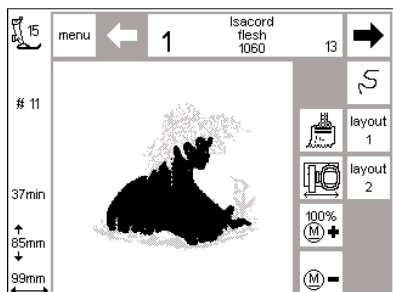 15
menu
1
Isacord
flesh
1060
13
# 11
layout
1
layout
2
37min
100%
M
85mm
M
99mm